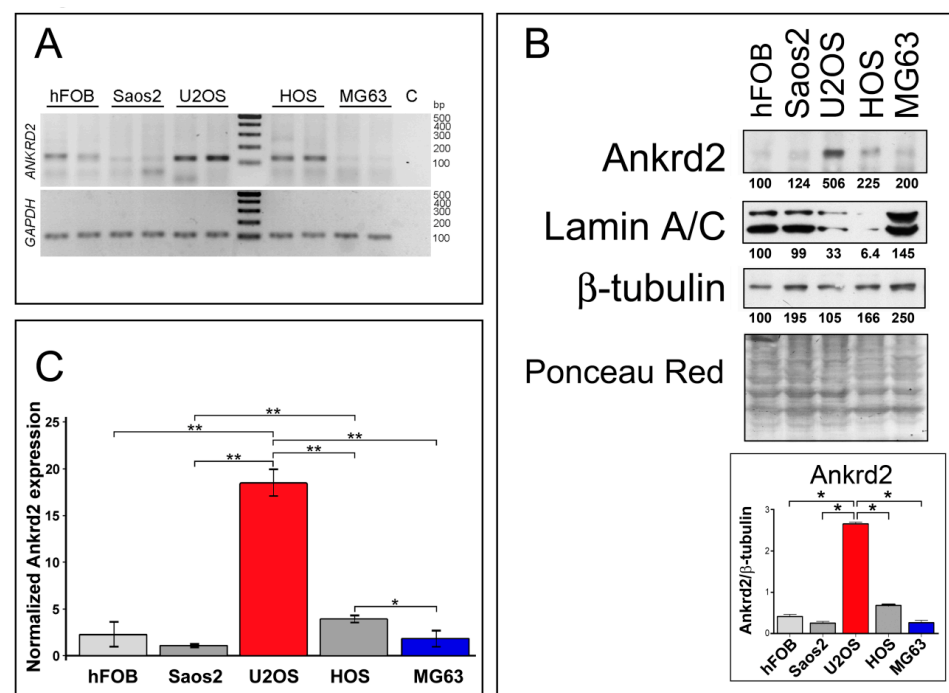 A
hFOB Saos2 U2OS HOS MG63 C
bp
ANKRD2
500
400
300
200
100
GAPDH
500
400
300
200
100
B
hFOB Saos2 U2OS HOS MG63
Ankrd2
100 124 506 225 200
Lamin A/C
100 99 33 6.4 145
β-tubulin
100 195 105 166 250
Ponceau Red
Ankrd2
* *
* *
Ankrd2/β-tubulin
3
2
1
0
hFOB Saos2 U2OS HOS MG63
C
Normalized Ankrd2 expression
25
20
15
10
5
0
**
** **
** **
*
hFOB Saos2 U2OS HOS MG63